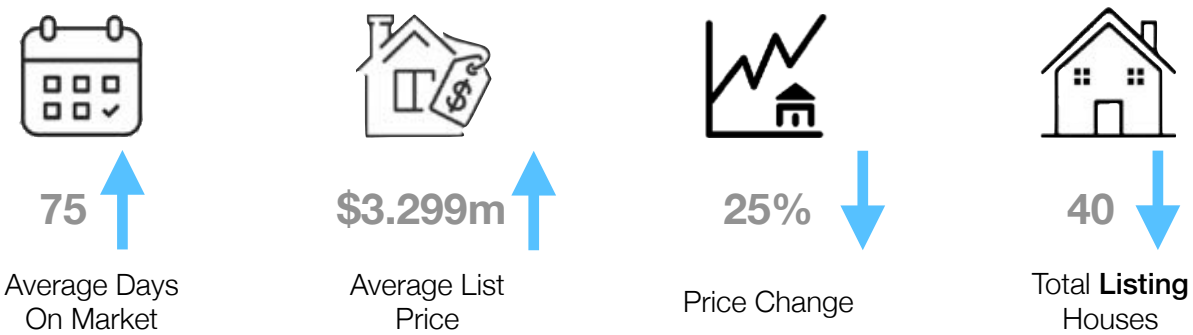 75
$3.299m
25%
40
Average Days
On Market
Average List
Price
Price Change
Total Listing
Houses